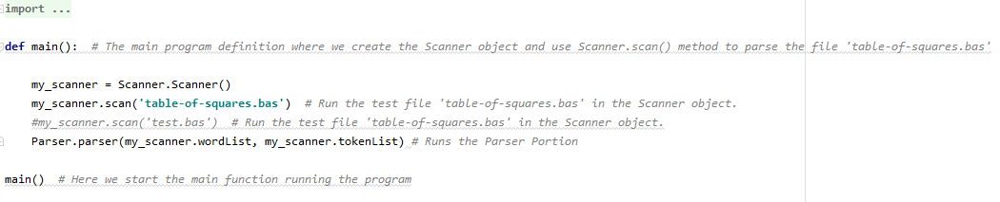 import ...
def main():  # The main program definition where we create the Scanner object and use Scanner.scan() method to parse the file 'table-of-squares.bas'
    my_scanner = Scanner.Scanner()
    my_scanner.scan('table-of-squares.bas')  # Run the test file 'table-of-squares.bas' in the Scanner object.
    #my_scanner.scan('test.bas')  # Run the test file 'table-of-squares.bas' in the Scanner object.
    Parser.parser(my_scanner.wordList, my_scanner.tokenList) # Runs the Parser Portion
main()  # Here we start the main function running the program